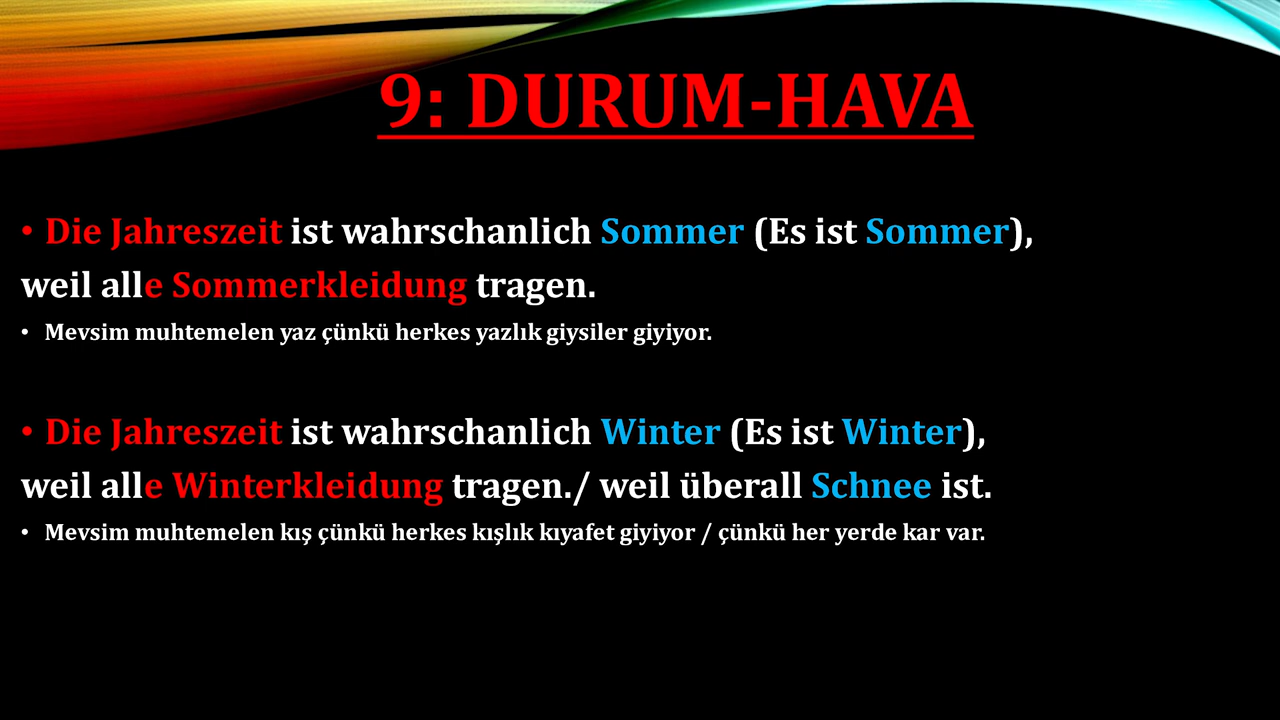 9: DURUM-HAVA
• Die Jahreszeit ist wahrschanlich Sommer (Es ist Sommer),
weil alle Sommerkleidung tragen.
• Mevsim muhtemelen yaz çünkü herkes yazlık giysiler giyiyor.
• Die Jahreszeit ist wahrschanlich Winter (Es ist Winter),
weil alle Winterkleidung tragen./ weil überall Schnee ist.
• Mevsim muhtemelen kış çünkü herkes kışlık kıyafet giyiyor / çünkü her yerde kar var.